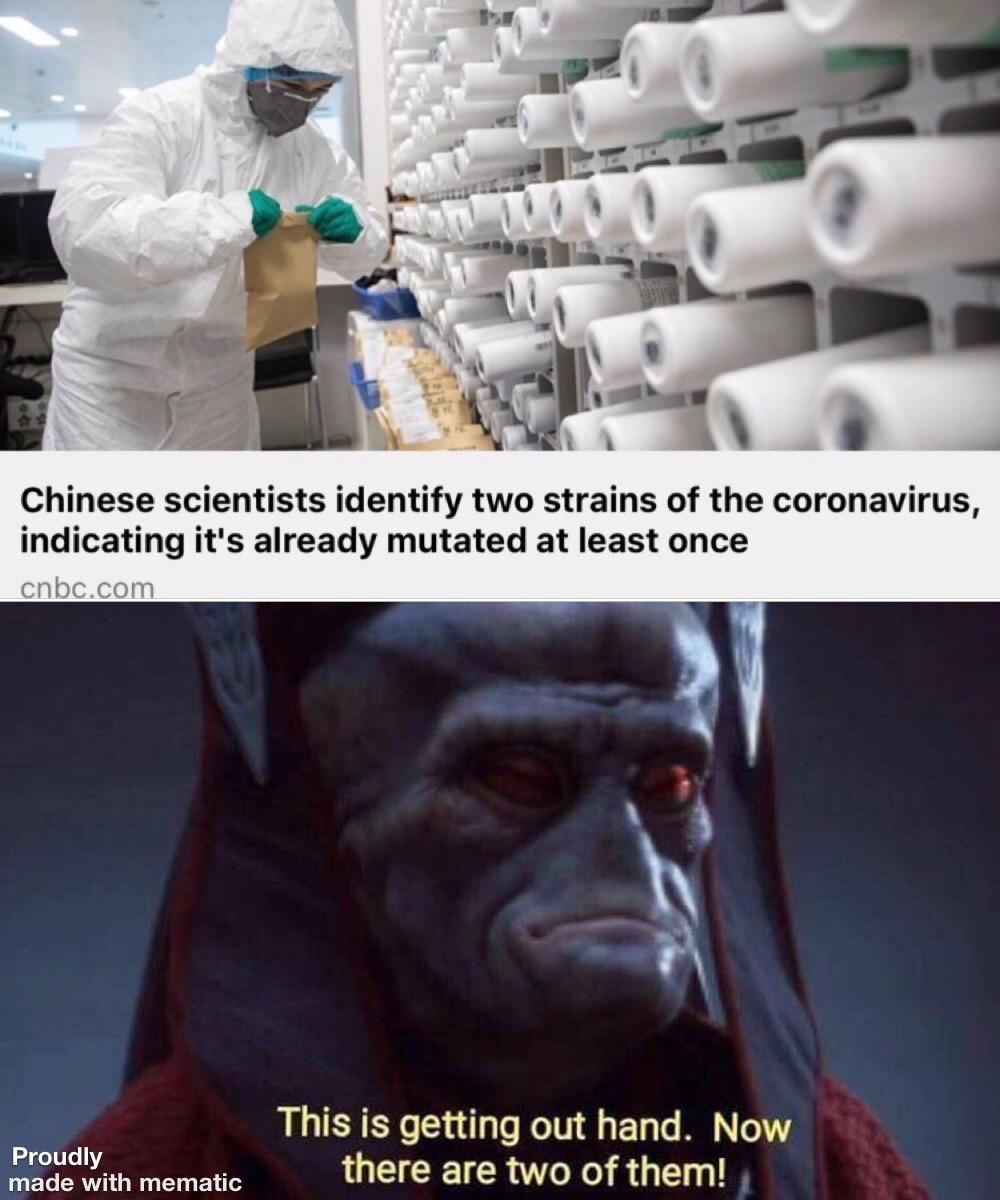 Chinese scientists identify two strains of the coronavirus,
indicating it's already mutated at least once
cnbc.com
This is getting out hand. Now
there are two of them!
Proudly
made with mematic